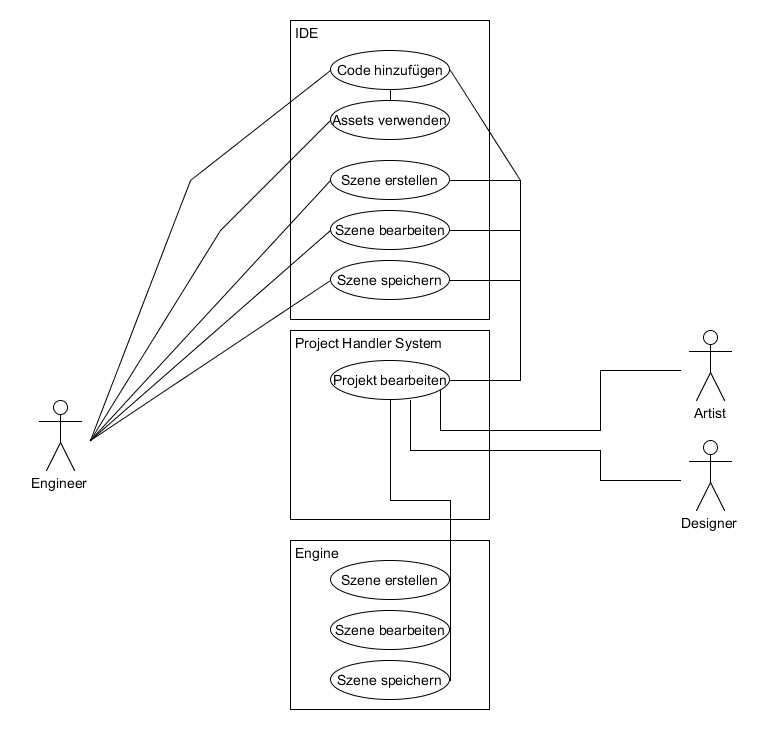 IDE
Code hinzufügen
Assets verwenden
Szene erstellen
Szene bearbeiten
Szene speichern
Project Handler System
Projekt bearbeiten
Artist
Engineer
Designer
Engine
Szene erstellen
Szene bearbeiten
Szene speichern